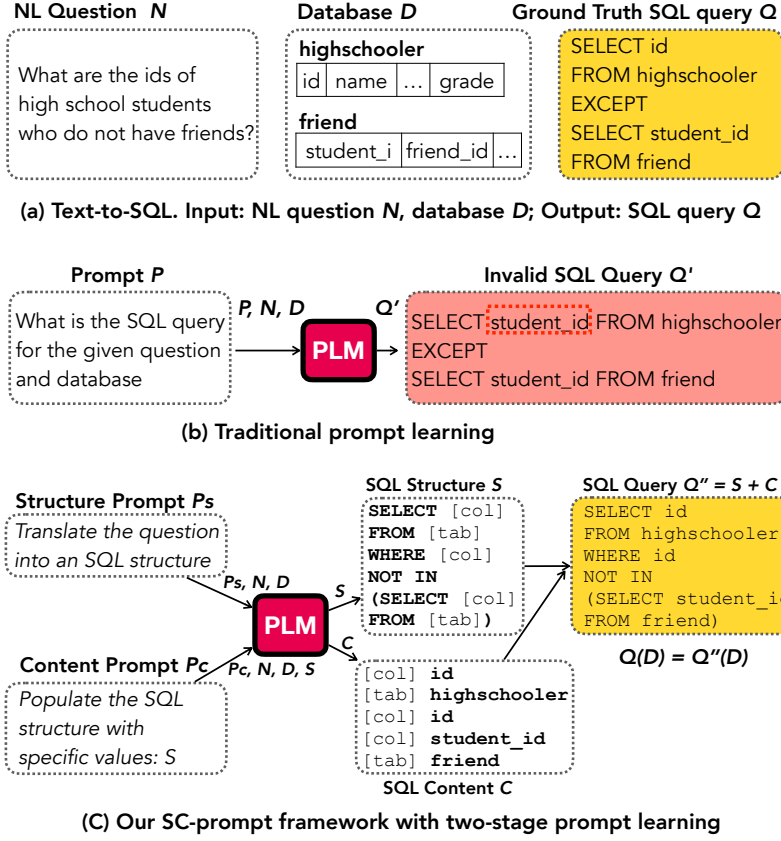 NL Question N
Database D
Ground Truth SQL query Q
What are the ids of
high school students
who do not have friends?
highschooler
id name ... grade
friend
student_i friend_id ...
SELECT id
FROM highschooler
EXCEPT
SELECT student_id
FROM friend
(a) Text-to-SQL. Input: NL question N, database D; Output: SQL query Q
Prompt P
What is the SQL query
for the given question
and database
P, N, D
PLM
Q'
Invalid SQL Query Q'
SELECT student_id FROM highschooler
EXCEPT
SELECT student_id FROM friend
(b) Traditional prompt learning
Structure Prompt Ps
Translate the question
into an SQL structure
Ps, N, D
Content Prompt Pc
Populate the SQL
structure with
specific values: S
Pc, N, D, S
PLM
S
C
SQL Structure S
SELECT [col]
FROM [tab]
WHERE [col]
NOT IN
(SELECT [col]
FROM [tab])
[col] id
[tab] highschooler
[col] id
[col] student_id
[tab] friend
SQL Content C
SQL Query Q" = S + C
SELECT id
FROM highschooler
WHERE id
NOT IN
(SELECT student_id
FROM friend)
Q(D) = Q"(D)
(C) Our SC-prompt framework with two-stage prompt learning